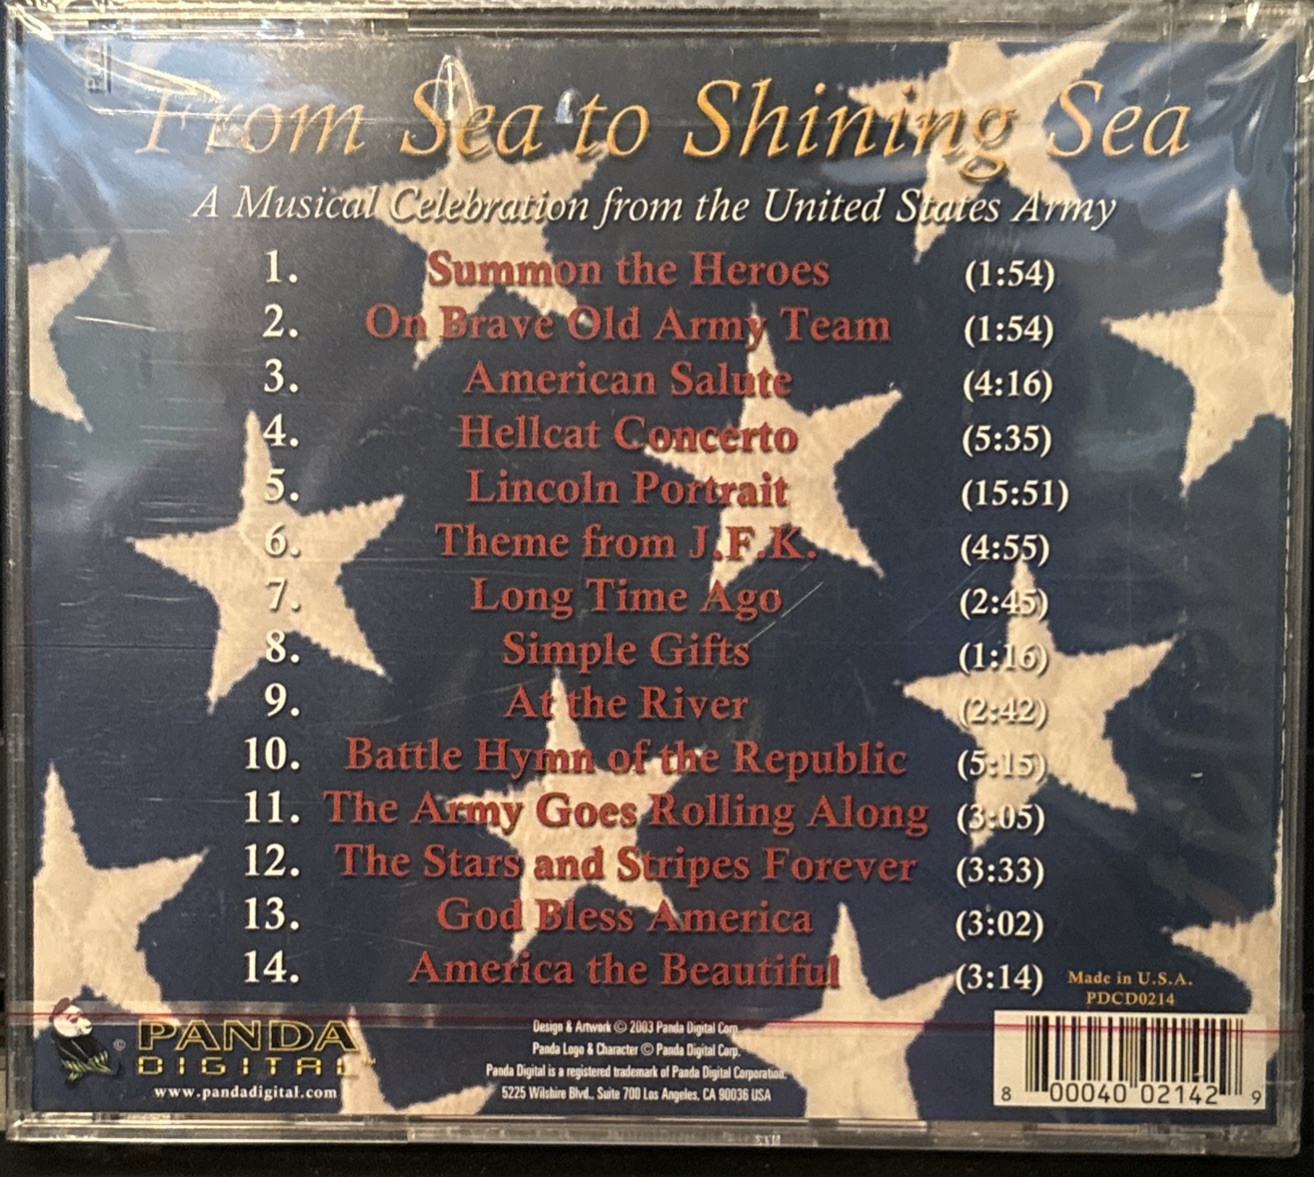 From Sea to Shining Sea
A Musical Celebration from the United States Army
1. Summon the Heroes (1:54)
2. On Brave Old Army Team (1:54)
3. American Salute (4:16)
4. Hellcat Concerto (5:35)
5. Lincoln Portrait (15:51)
6. Theme from J.F.K. (4:55)
7. Long Time Ago (2:45)
8. Simple Gifts (1:16)
9. At the River (2:42)
10. Battle Hymn of the Republic (5:15)
11. The Army Goes Rolling Along (3:05)
12. The Stars and Stripes Forever (3:33)
13. God Bless America (3:02)
14. America the Beautiful (3:14)
Made in U.S.A.
PDCD0214
© PANDA
DIGITAL™
www.pandadigital.com
Design & Artwork © 2003 Panda Digital Corp.
Panda Logo & Character © Panda Digital Corp.
Panda Digital is a registered trademark of Panda Digital Corporation.
5225 Wilshire Blvd., Suite 700 Los Angeles, CA 90036 USA
8 00040 02142 9